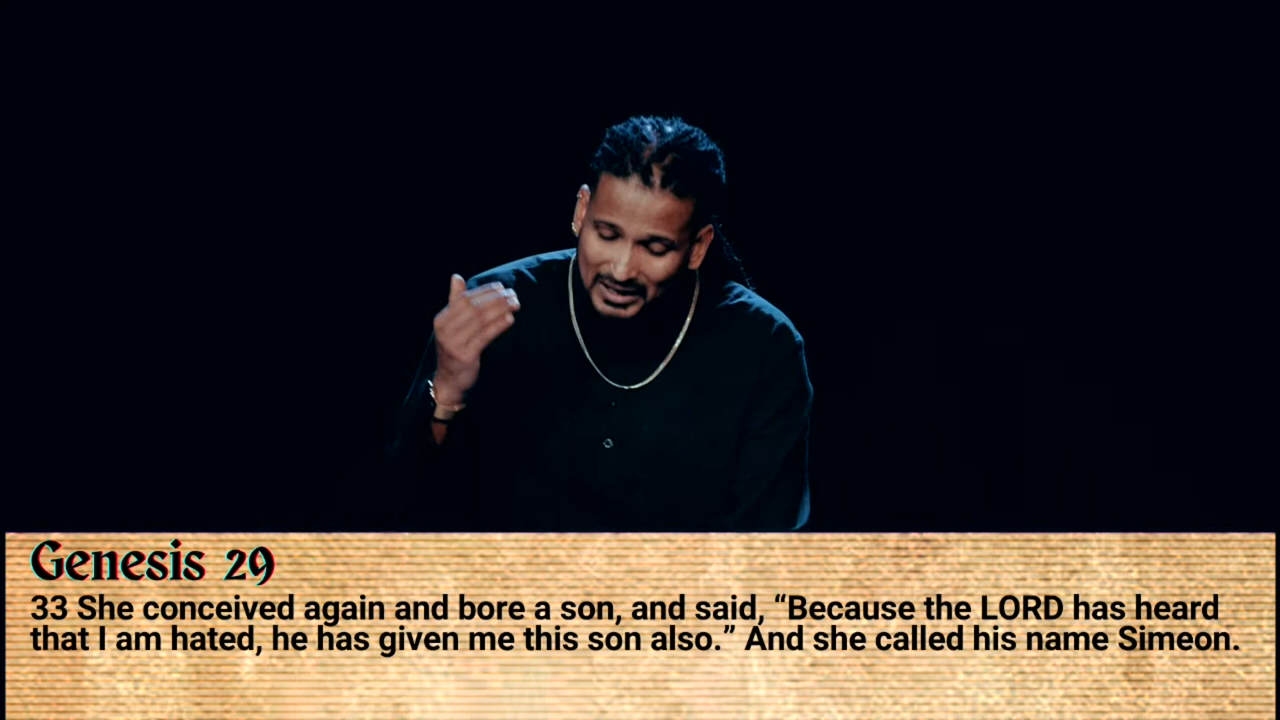 Genesis 29
33 She conceived again and bore a son, and said, “Because the LORD has heard
that I am hated, he has given me this son also.” And she called his name Simeon.